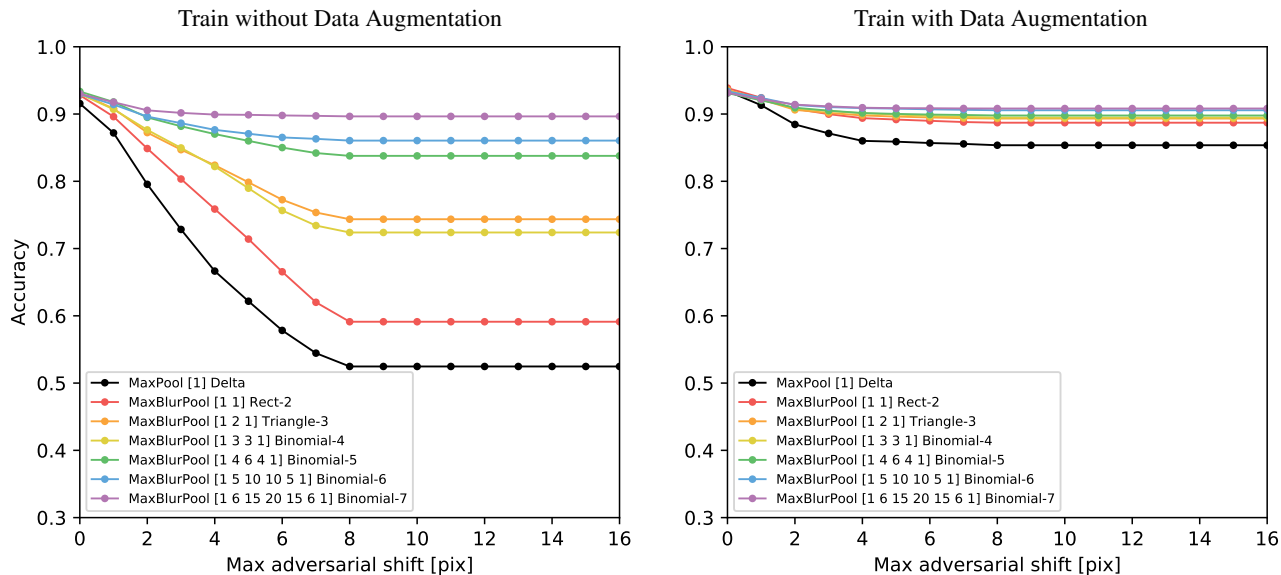 Train without Data Augmentation
1.0
0.9
0.8
0.7
0.6
0.5
0.4
0.3
Accuracy
MaxPool [1] Delta
MaxBlurPool [1 1] Rect-2
MaxBlurPool [1 2 1] Triangle-3
MaxBlurPool [1 3 3 1] Binomial-4
MaxBlurPool [1 4 6 4 1] Binomial-5
MaxBlurPool [1 5 10 10 5 1] Binomial-6
MaxBlurPool [1 6 15 20 15 6 1] Binomial-7
0 2 4 6 8 10 12 14 16
Max adversarial shift [pix]
Train with Data Augmentation
1.0
0.9
0.8
0.7
0.6
0.5
0.4
0.3
MaxPool [1] Delta
MaxBlurPool [1 1] Rect-2
MaxBlurPool [1 2 1] Triangle-3
MaxBlurPool [1 3 3 1] Binomial-4
MaxBlurPool [1 4 6 4 1] Binomial-5
MaxBlurPool [1 5 10 10 5 1] Binomial-6
MaxBlurPool [1 6 15 20 15 6 1] Binomial-7
0 2 4 6 8 10 12 14 16
Max adversarial shift [pix]